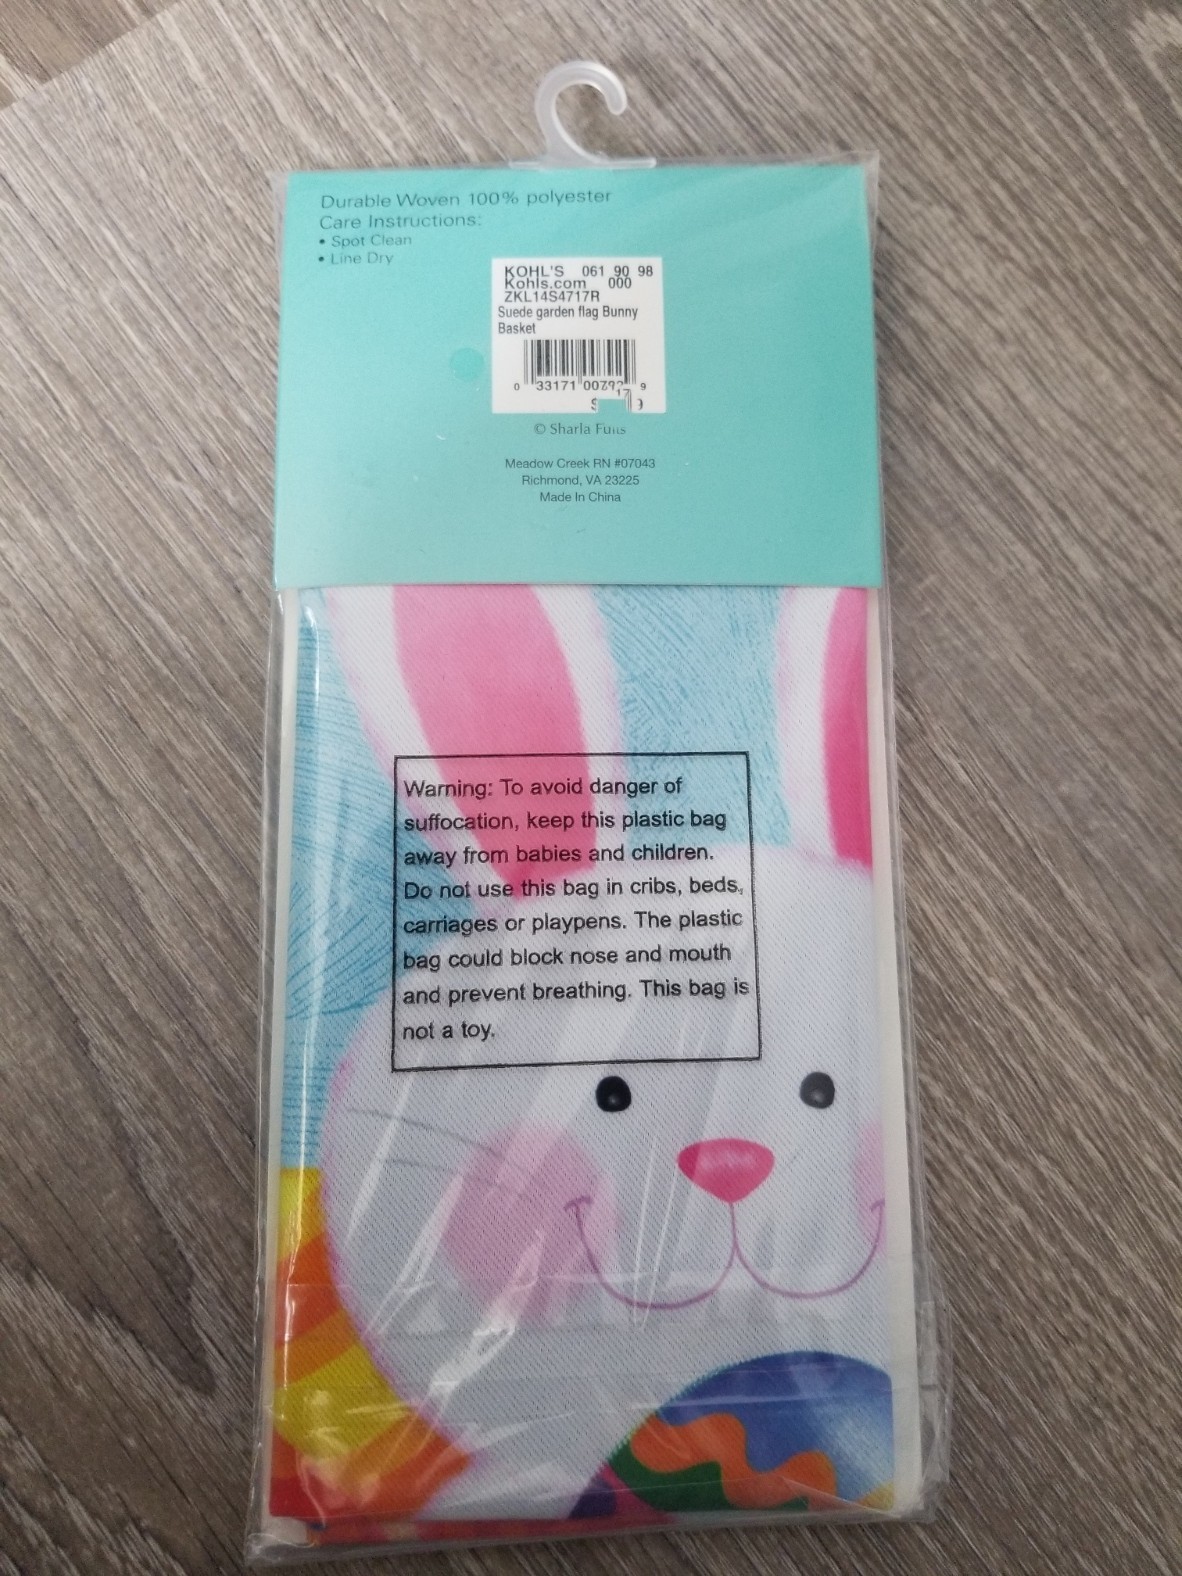 Durable Woven 100% polyester
Care Instructions:
• Spot Clean
• Line Dry
KOHL'S 061 90 98
Kohls.com 000
ZKL14S4717R
Suede garden flag Bunny
Basket
0 33171 9
© Sharla
Meadow Creek RN #07043
Richmond, VA 23225
Made In China
Warning: To avoid danger of
suffocation, keep this plastic bag
away from babies and children.
Do not use this bag in cribs, beds,
carriages or playpens. The plastic
bag could block nose and mouth
and prevent breathing. This bag is
not a toy.